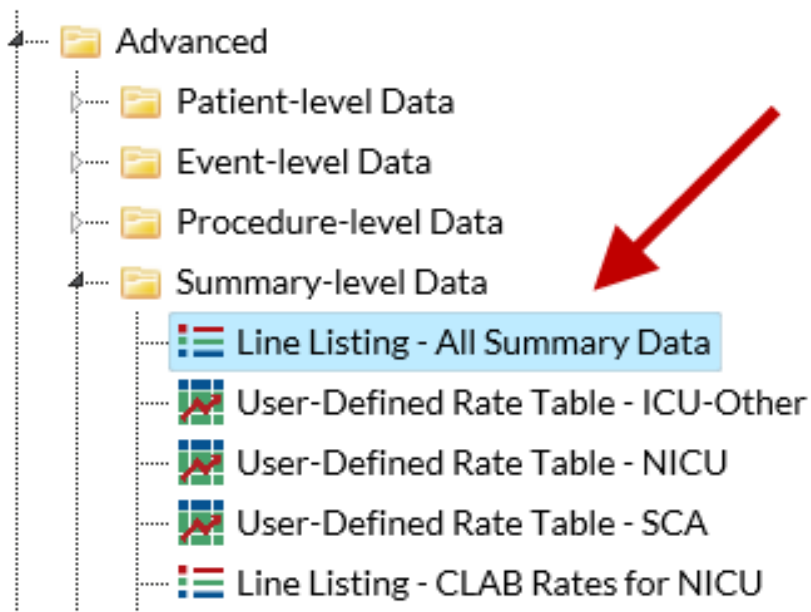 Advanced
Patient-level Data
Event-level Data
Procedure-level Data
Summary-level Data
Line Listing - All Summary Data
User-Defined Rate Table - ICU-Other
User-Defined Rate Table - NICU
User-Defined Rate Table - SCA
Line Listing - CLAB Rates for NICU